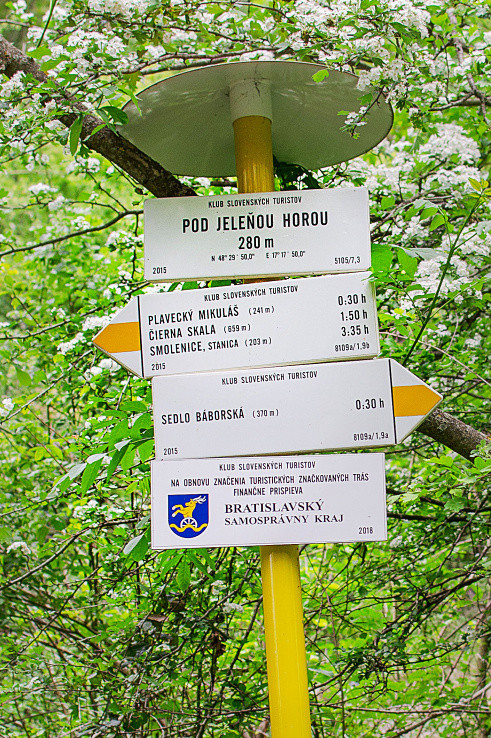 KLUB SLOVENSKÝCH TURISTOV
POD JELEŇOU HOROU
280 m
N 48° 29´ 50,0" E 17° 17´ 50,0"
2015 5105/7,3
KLUB SLOVENSKÝCH TURISTOV
PLAVECKÝ MIKULÁŠ (241 m) 0:30 h
ČIERNA SKALA (659 m) 1:50 h
SMOLENICE, STANICA (203 m) 3:35 h
2015 8109a/1,9b
KLUB SLOVENSKÝCH TURISTOV
SEDLO BÁBORSKÁ (370 m) 0:30 h
2015 8109a/1,9a
KLUB SLOVENSKÝCH TURISTOV
NA OBNOVU ZNAČENIA TURISTICKÝCH ZNAČKOVANÝCH TRÁS
FINANČNE PRISPIEVA
BRATISLAVSKÝ
SAMOSPRÁVNY KRAJ
2018